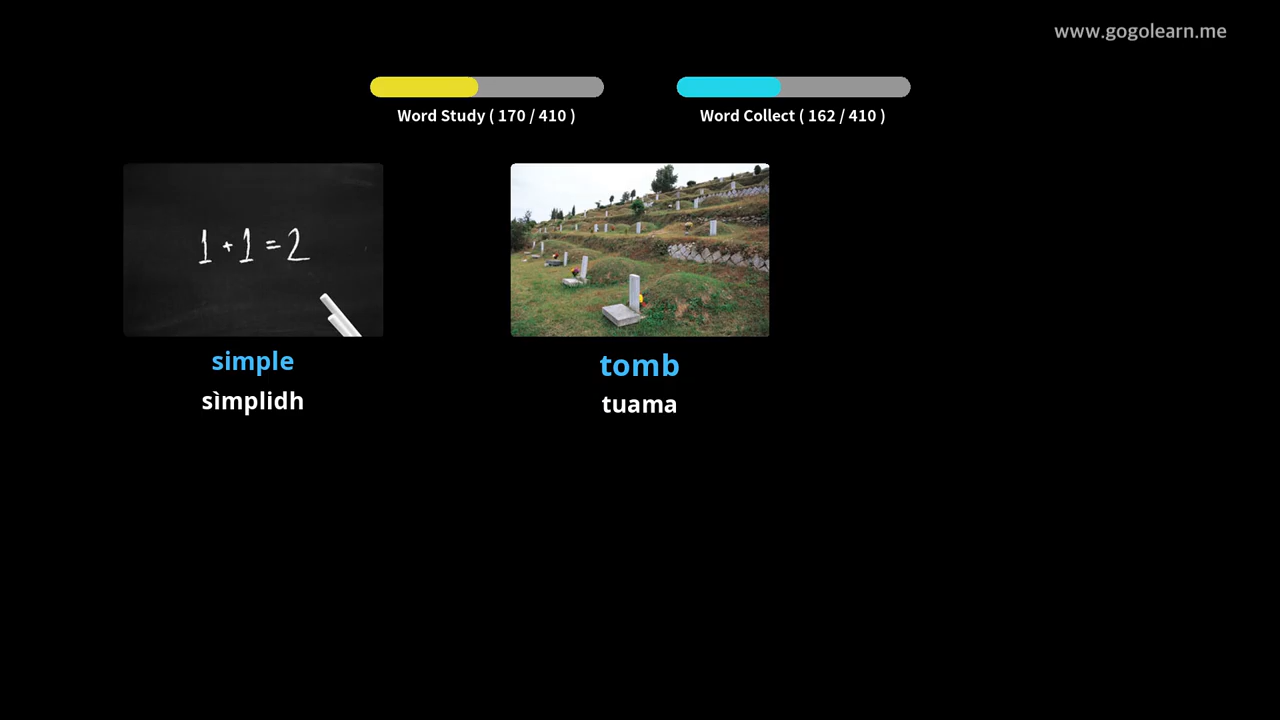 www.gogolearn.me
Word Study ( 170 / 410 )
Word Collect ( 162 / 410 )
1 + 1 = 2
simple
sìmplidh
tomb
tuama